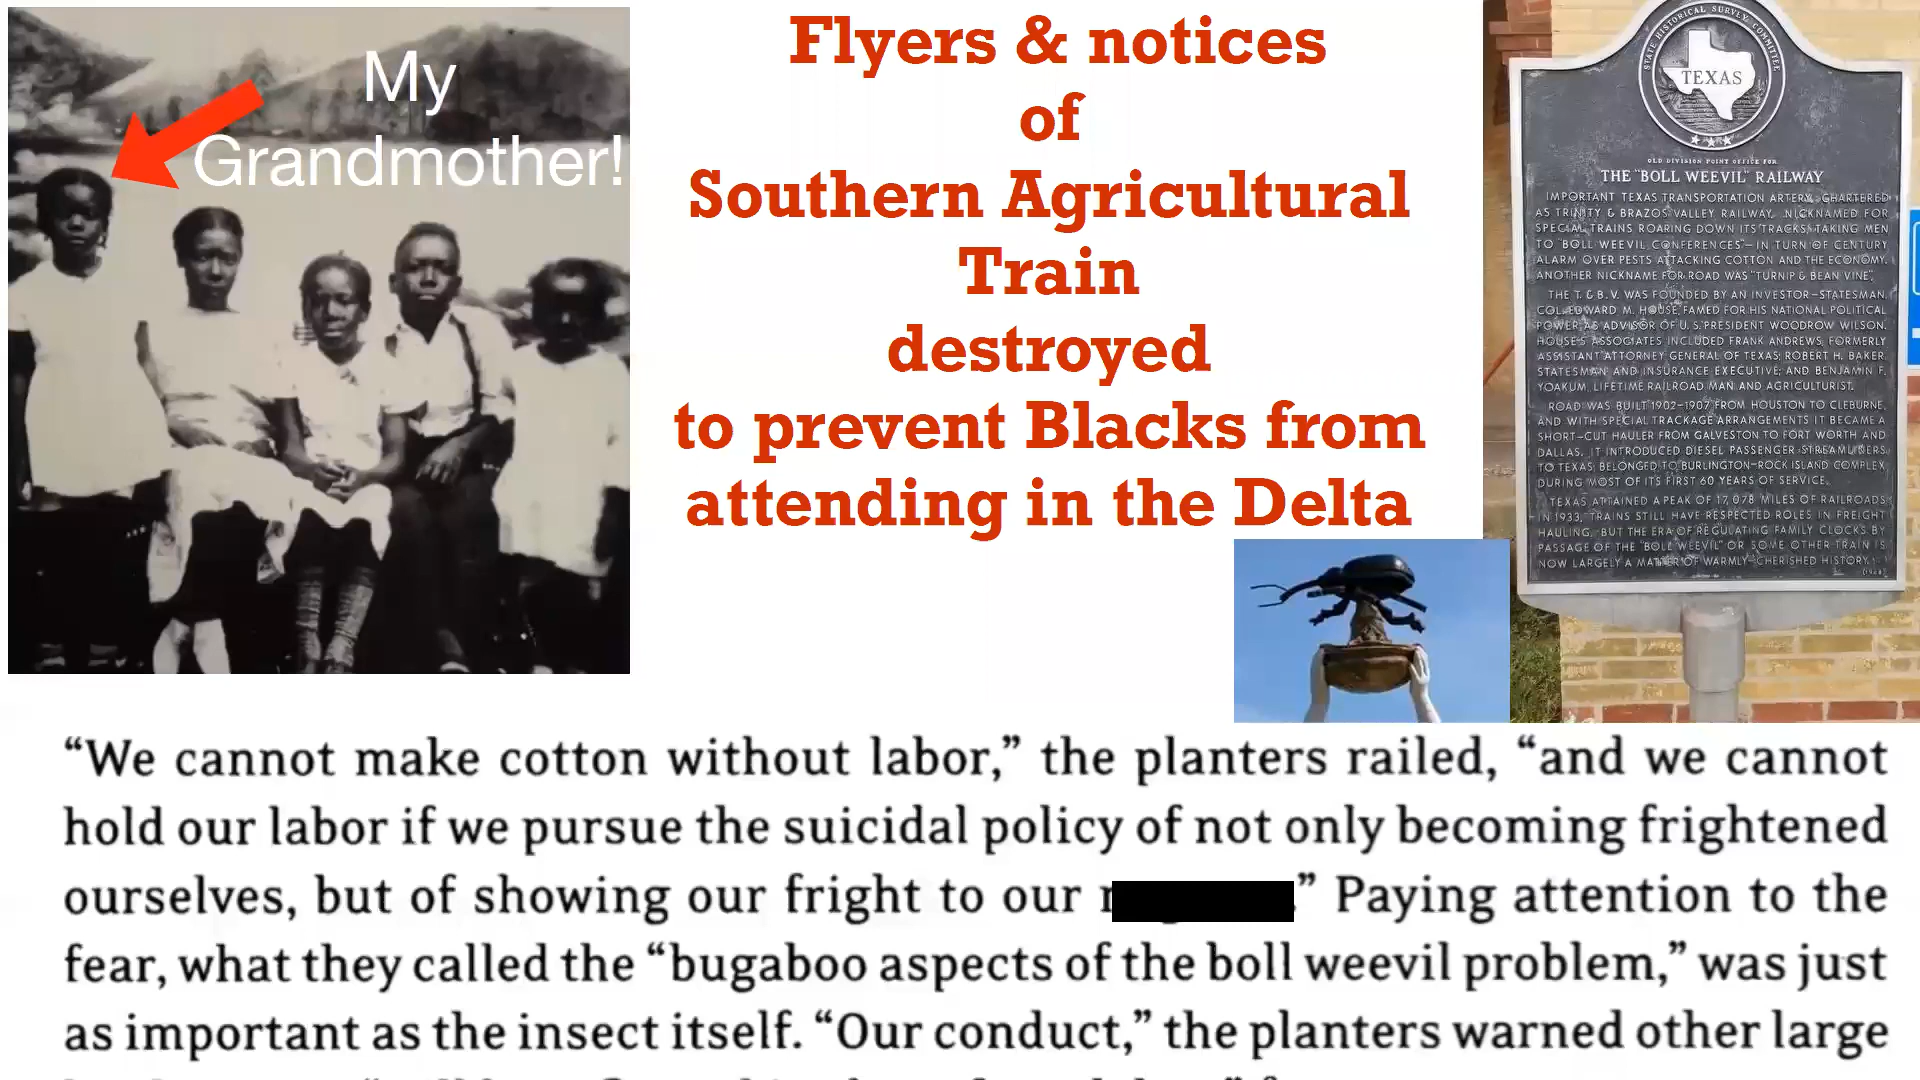 My
Grandmother!
Flyers & notices
of
Southern Agricultural
Train
destroyed
to prevent Blacks from
attending in the Delta
STATE HISTORICAL SURVEY COMMITTEE
TEXAS
OLD DIVISION POINT OFFICE FOR
THE "BOLL WEEVIL" RAILWAY
IMPORTANT TEXAS TRANSPORTATION ARTERY, CHARTERED
AS TRINITY & BRAZOS VALLEY RAILWAY. NICKNAMED FOR
SPECIAL TRAINS ROARING DOWN ITS TRACKS, TAKING MEN
TO "BOLL WEEVIL CONFERENCES"—IN TURN OF CENTURY
ALARM OVER PESTS ATTACKING COTTON AND THE ECONOMY.
ANOTHER NICKNAME FOR ROAD WAS "TURNIP & BEAN VINE".
THE T. & B. V. WAS FOUNDED BY AN INVESTOR-STATESMAN,
COL. EDWARD M. HOUSE, FAMED FOR HIS NATIONAL POLITICAL
POWER AS ADVISOR OF U. S. PRESIDENT WOODROW WILSON.
HOUSE'S ASSOCIATES INCLUDED FRANK ANDREWS, FORMERLY
ASSISTANT ATTORNEY GENERAL OF TEXAS; ROBERT H. BAKER,
STATESMAN AND INSURANCE EXECUTIVE; AND BENJAMIN F.
YOAKUM, LIFETIME RAILROAD MAN AND AGRICULTURIST.
ROAD WAS BUILT 1902-1907 FROM HOUSTON TO CLEBURNE,
AND WITH SPECIAL TRACKAGE ARRANGEMENTS IT BECAME A
SHORT-CUT HAULER FROM GALVESTON TO FORT WORTH AND
DALLAS. IT INTRODUCED DIESEL PASSENGER STREAMLINERS
TO TEXAS; BELONGED TO BURLINGTON-ROCK ISLAND COMPLEX
DURING MOST OF ITS FIRST 60 YEARS OF SERVICE.
TEXAS ATTAINED A PEAK OF 17,078 MILES OF RAILROADS
IN 1933. TRAINS STILL HAVE RESPECTED ROLES IN FREIGHT
HAULING, BUT THE ERA OF REGULATING FAMILY CLOCKS BY
PASSAGE OF THE "BOLL WEEVIL" OR SOME OTHER TRAIN IS
NOW LARGELY A MATTER OF WARMLY-CHERISHED HISTORY.
“We cannot make cotton without labor,” the planters railed, “and we cannot
hold our labor if we pursue the suicidal policy of not only becoming frightened
ourselves, but of showing our fright to our ” Paying attention to the
fear, what they called the “bugaboo aspects of the boll weevil problem,” was just
as important as the insect itself. “Our conduct,” the planters warned other large